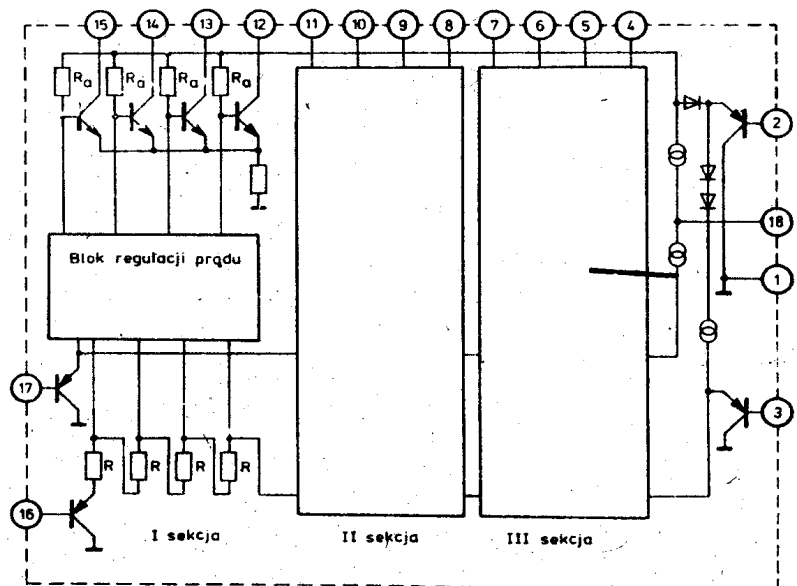 15 14 13 12 11 10 9 8 7 6 5 4
Ra Ra Ra Ra
2
18
Blok regulacji prądu
1
17
3
R R R R
16
I sekcja II sekcja III sekcja